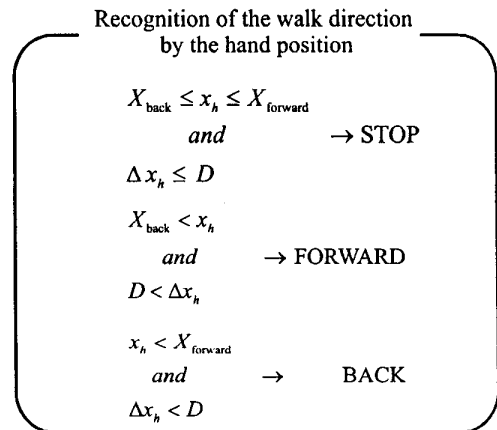 Recognition of the walk direction
by the hand position
X_back ≤ x_h ≤ X_forward
and → STOP
Δx_h ≤ D
X_back < x_h
and → FORWARD
D < Δx_h
x_h < X_forward
and → BACK
Δx_h < D